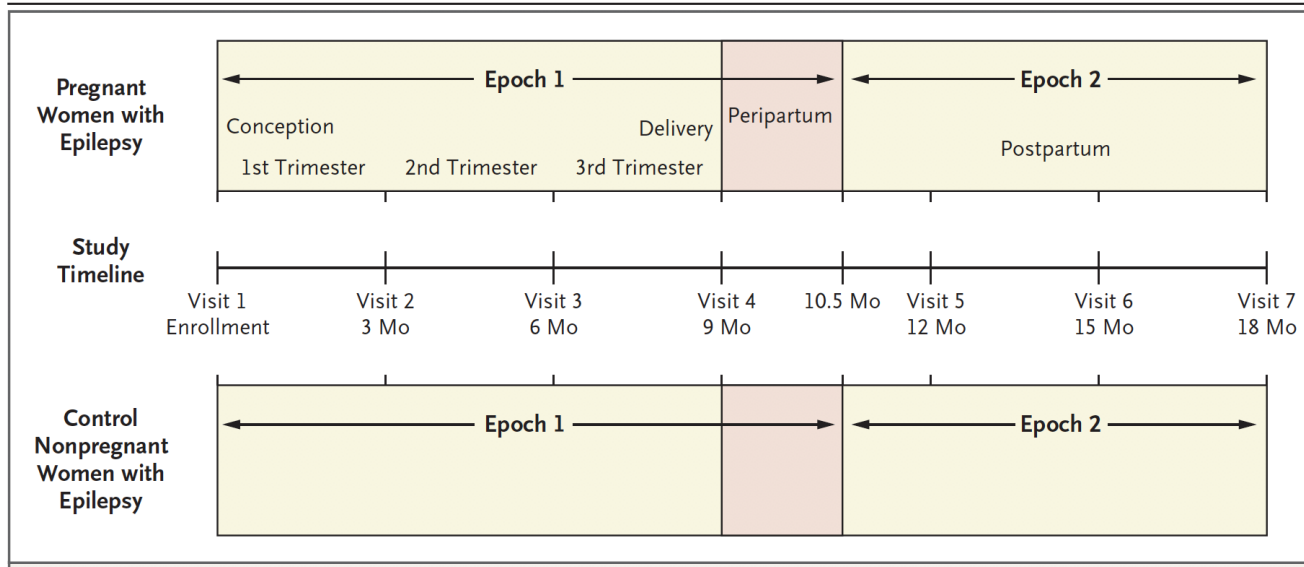 Pregnant
Women with
Epilepsy
Epoch 1
Epoch 2
Conception
Delivery
Peripartum
Postpartum
1st Trimester
2nd Trimester
3rd Trimester
Study
Timeline
Visit 1
Enrollment
Visit 2
3 Mo
Visit 3
6 Mo
Visit 4
9 Mo
10.5 Mo
Visit 5
12 Mo
Visit 6
15 Mo
Visit 7
18 Mo
Control
Nonpregnant
Women with
Epilepsy
Epoch 1
Epoch 2